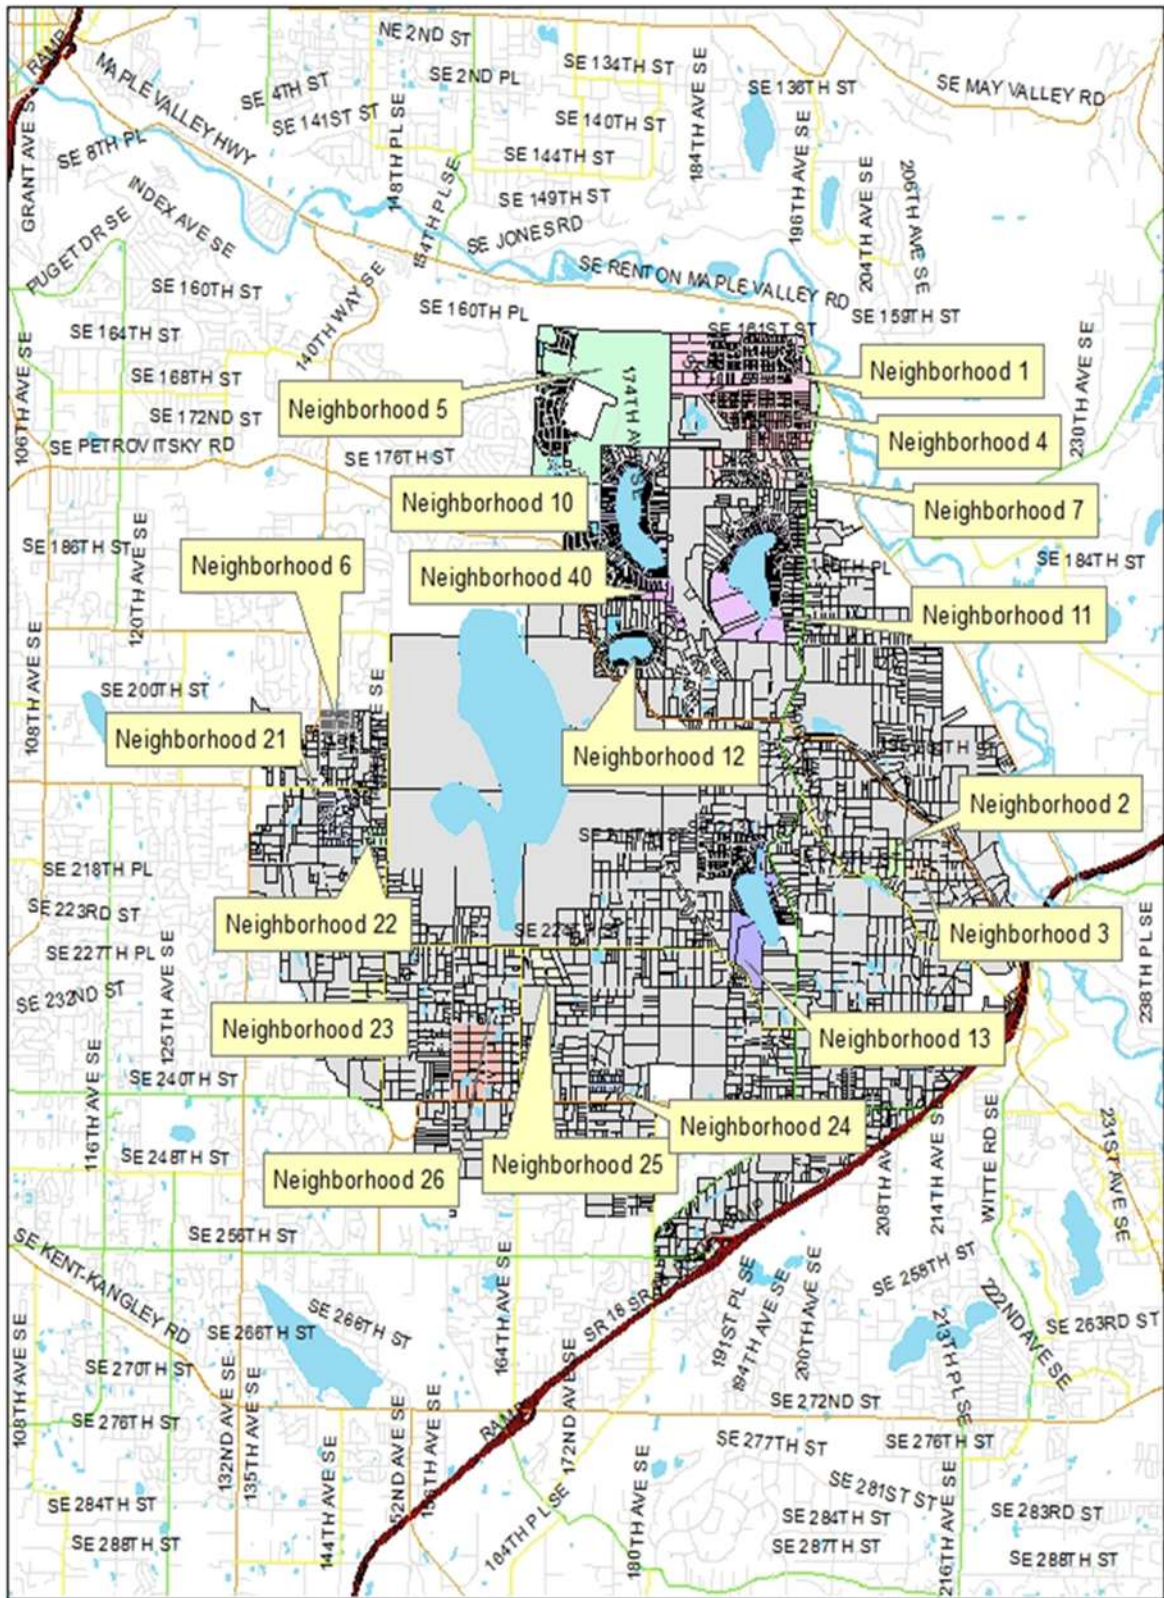 NE 2ND ST
SE 134TH ST
RAMP
MAPLE VALLEY HWY
SE 4TH ST
SE 2ND PL
184TH AVE SE
SE 136TH ST
SE MAY VALLEY RD
SE 141ST ST
148TH PL SE
SE 140TH ST
GRANT AVE S
SE 8TH PL
SE 144TH ST
196TH AVE SE
204TH AVE SE
206TH AVE SE
INDEX AVE SE
154TH PL SE
SE 149TH ST
SE JONES RD
PUGET DR SE
SE RENTON MAPLE VALLEY RD
SE 160TH ST
140TH WAY SE
SE 160TH PL
SE 161ST ST
SE 159TH ST
106TH AVE SE
SE 164TH ST
230TH AVE SE
SE 168TH ST
174TH AVE SE
Neighborhood 1
Neighborhood 5
SE 172ND ST
Neighborhood 4
SE PETROVITSKY RD
SE 176TH ST
Neighborhood 10
Neighborhood 7
SE 186TH ST
120TH AVE SE
Neighborhood 6
Neighborhood 40
SE 184TH ST
Neighborhood 11
108TH AVE SE
SE 200TH ST
Neighborhood 21
Neighborhood 12
Neighborhood 2
SE 218TH PL
SE 223RD ST
Neighborhood 22
SE 224TH
SE 227TH PL
Neighborhood 3
238TH PL SE
125TH AVE SE
SE 232ND ST
Neighborhood 23
Neighborhood 13
116TH AVE SE
SE 240TH ST
Neighborhood 24
SE 248TH ST
Neighborhood 25
Neighborhood 26
208TH AV
214TH AVE SE
WITTE RD SE
231ST AVE SE
SE 256TH ST
SE KENT-KANGLEY RD
164TH AVE SE
SE 258TH ST
SR 18 SR
191ST PL SE
194TH AVE SE
200TH AVE SE
213TH PL SE
222ND AVE SE
SE 263RD ST
SE 266TH ST
SE 266TH ST
108TH AVE SE
SE 270TH ST
132ND AVE SE
135TH AVE SE
SE 272ND ST
SE 276TH ST
152ND AVE SE
156TH AVE SE
RAMP
172ND AVE SE
SE 277TH ST
SE 276TH ST
144TH AVE SE
180TH AVE SE
SE 281ST ST
216TH AVE SE
SE 284TH ST
164TH PL SE
SE 284TH ST
SE 283RD ST
SE 288TH ST
SE 287TH ST
SE 288TH ST